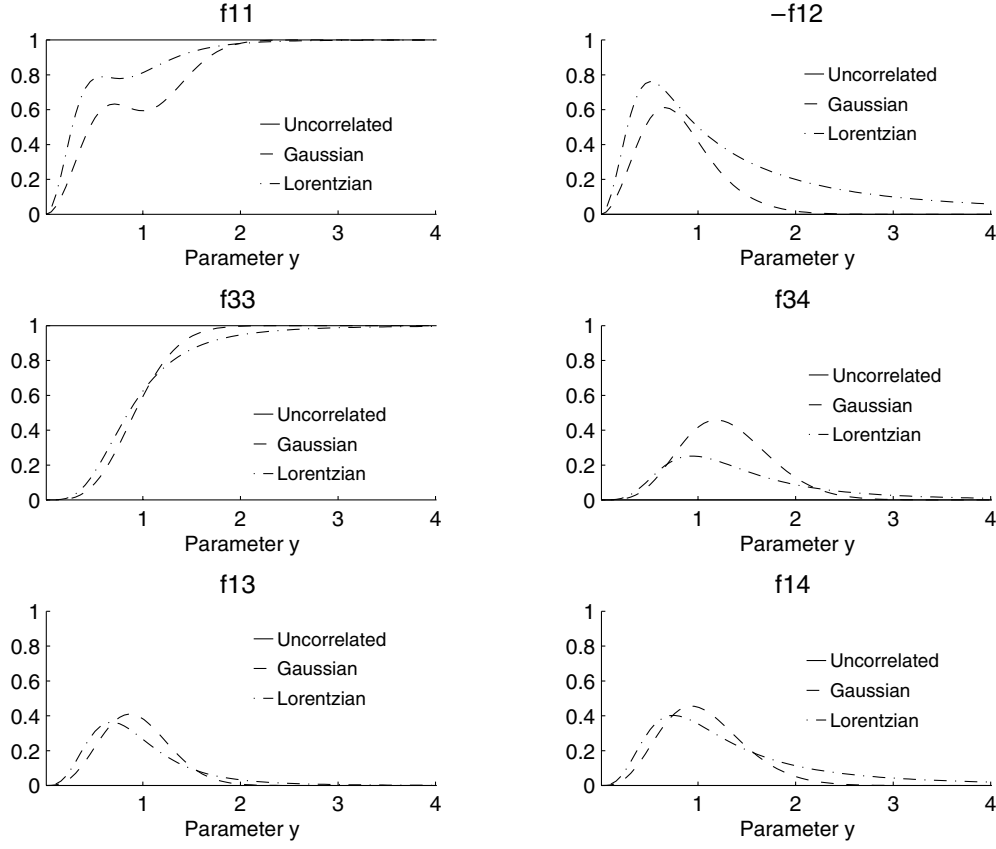 f11
1
0.8
0.6
0.4
0.2
0
Uncorrelated
Gaussian
Lorentzian
1 2 3 4
Parameter y
−f12
1
0.8
0.6
0.4
0.2
0
Uncorrelated
Gaussian
Lorentzian
1 2 3 4
Parameter y
f33
1
0.8
0.6
0.4
0.2
0
Uncorrelated
Gaussian
Lorentzian
1 2 3 4
Parameter y
f34
1
0.8
0.6
0.4
0.2
0
Uncorrelated
Gaussian
Lorentzian
1 2 3 4
Parameter y
f13
1
0.8
0.6
0.4
0.2
0
Uncorrelated
Gaussian
Lorentzian
1 2 3 4
Parameter y
f14
1
0.8
0.6
0.4
0.2
0
Uncorrelated
Gaussian
Lorentzian
1 2 3 4
Parameter y